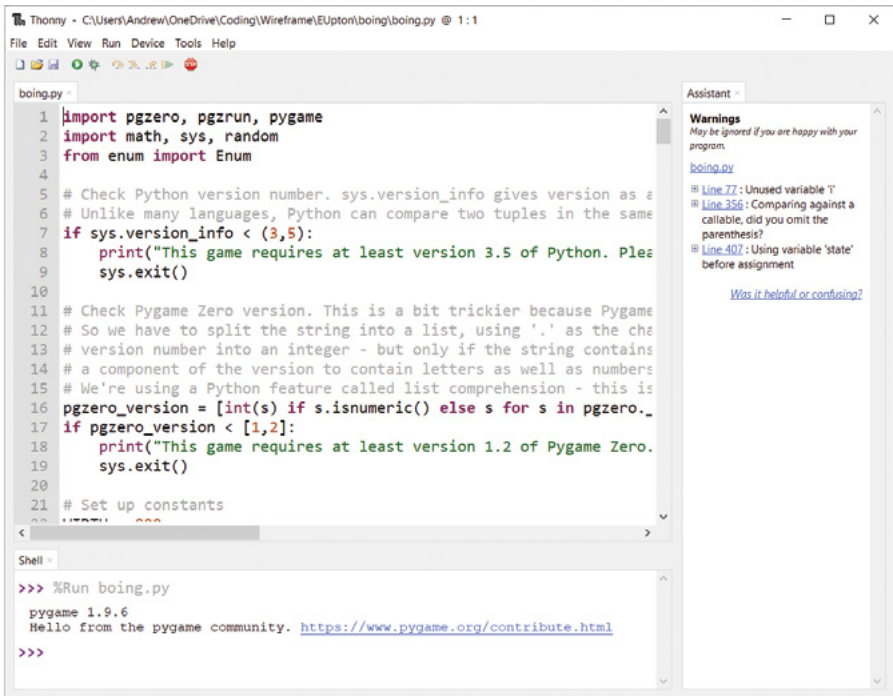 Thonny - C:\Users\Andrew\OneDrive\Coding\Wireframe\EUpton\boing\boing.py @ 1:1
File Edit View Run Device Tools Help
boing.py
1 import pgzero, pgzrun, pygame
2 import math, sys, random
3 from enum import Enum
4
5 # Check Python version number. sys.version_info gives version as a
6 # Unlike many languages, Python can compare two tuples in the same
7 if sys.version_info < (3,5):
8 print("This game requires at least version 3.5 of Python. Plea
9 sys.exit()
10
11 # Check Pygame Zero version. This is a bit trickier because Pygame
12 # So we have to split the string into a list, using '.' as the cha
13 # version number into an integer - but only if the string contains
14 # a component of the version to contain letters as well as numbers
15 # We're using a Python feature called list comprehension - this is
16 pgzero_version = [int(s) if s.isnumeric() else s for s in pgzero._
17 if pgzero_version < [1,2]:
18 print("This game requires at least version 1.2 of Pygame Zero.
19 sys.exit()
20
21 # Set up constants
Assistant
Warnings
May be ignored if you are happy with your
program.
boing.py
Line 77 : Unused variable 'i'
Line 356 : Comparing against a
callable, did you omit the
parenthesis?
Line 407 : Using variable 'state'
before assignment
Was it helpful or confusing?
Shell
>>> %Run boing.py
pygame 1.9.6
Hello from the pygame community. https://www.pygame.org/contribute.html
>>>